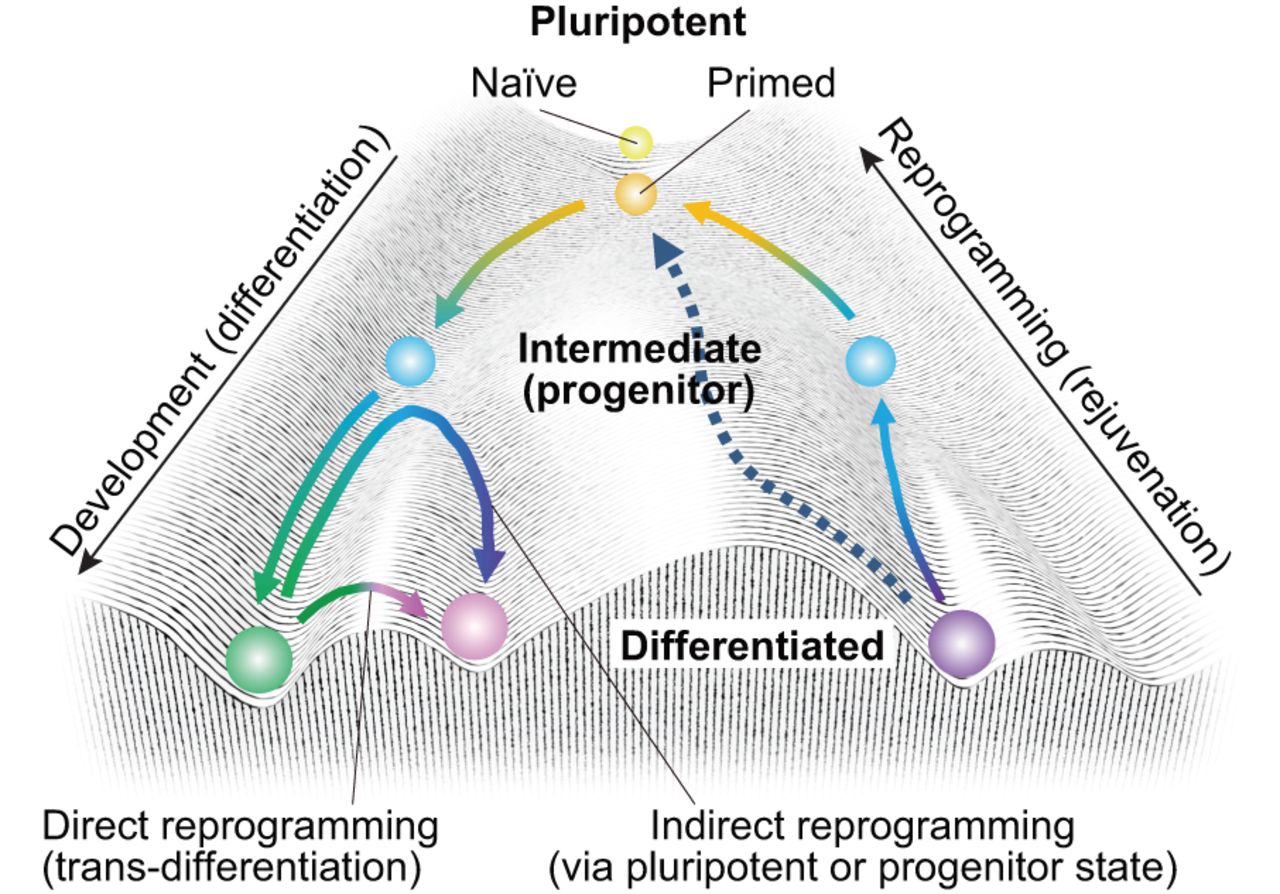 Pluripotent
Naïve
Primed
Development (differentiation)
Reprogramming (rejuvenation)
Intermediate
(progenitor)
Differentiated
Direct reprogramming
(trans-differentiation)
Indirect reprogramming
(via pluripotent or progenitor state)